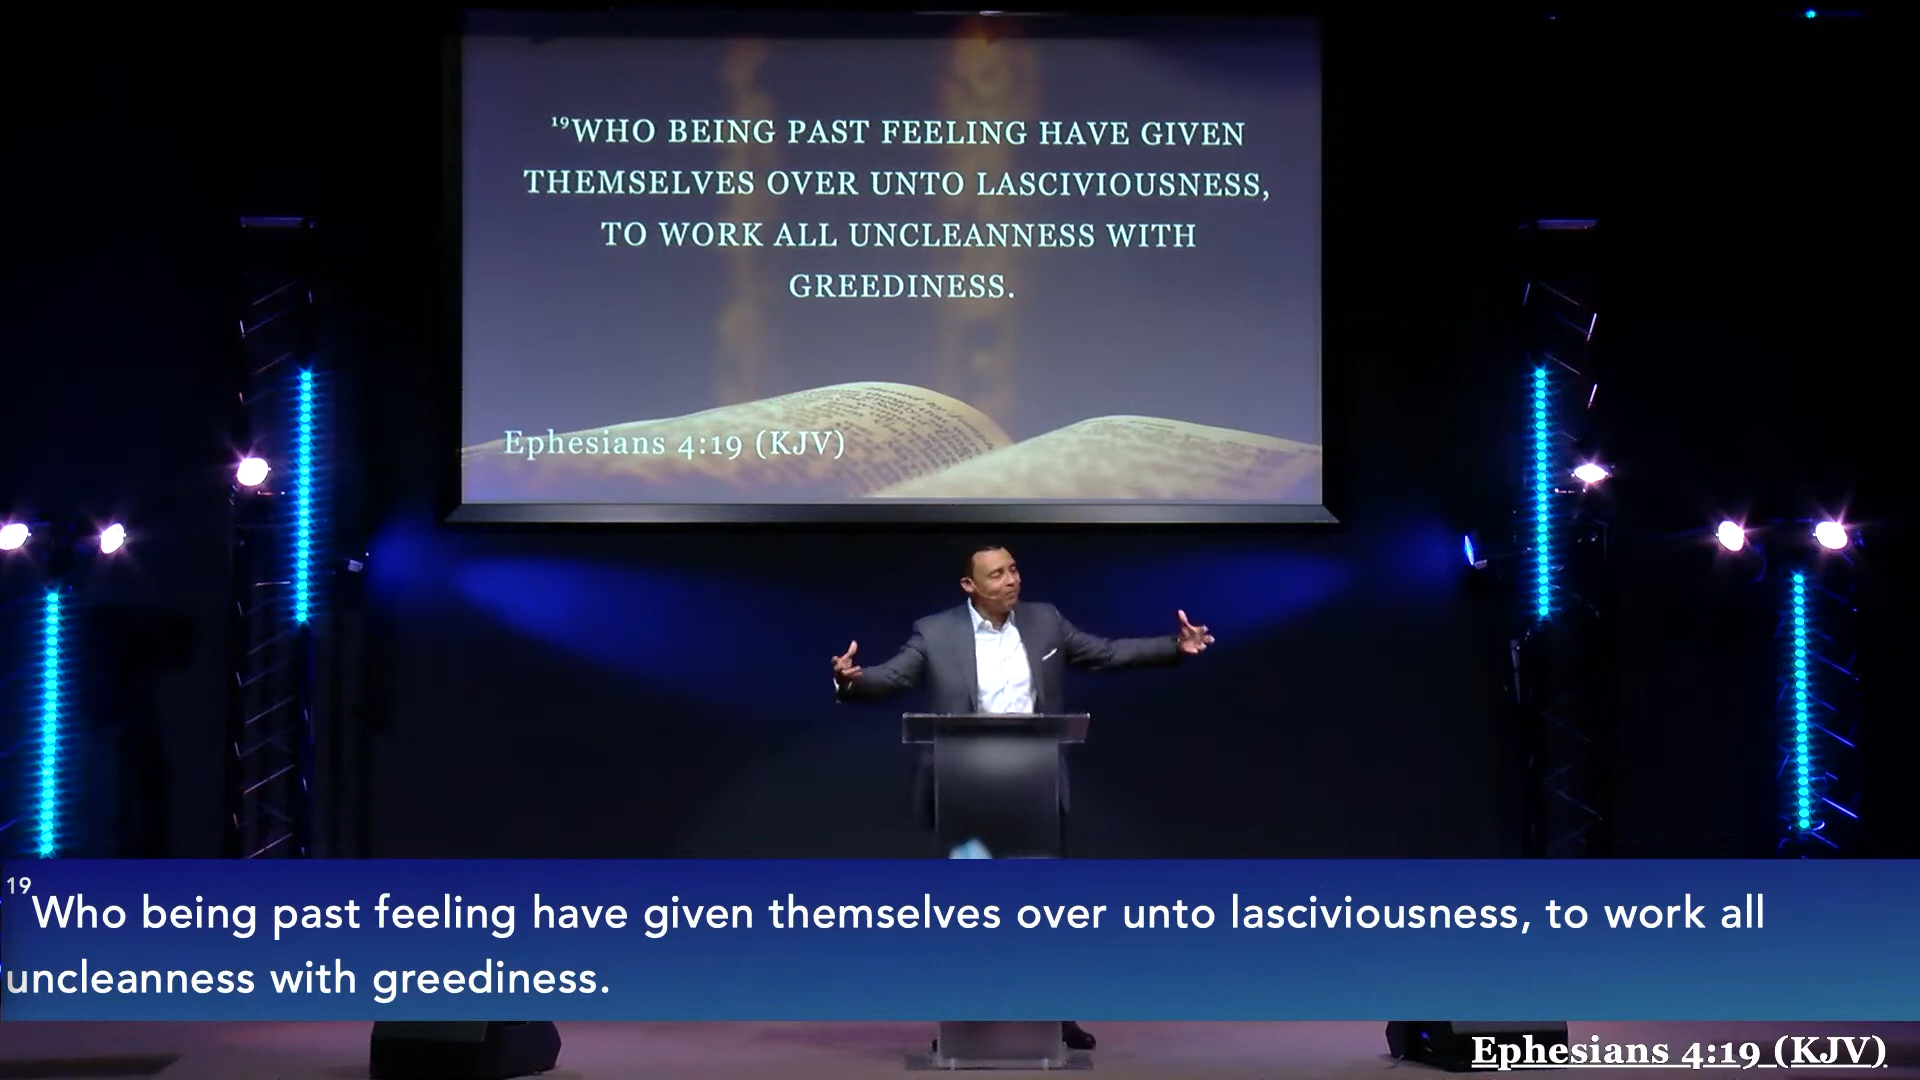 ¹⁹WHO BEING PAST FEELING HAVE GIVEN
THEMSELVES OVER UNTO LASCIVIOUSNESS,
TO WORK ALL UNCLEANNESS WITH
GREEDINESS.
Ephesians 4:19 (KJV)
¹⁹Who being past feeling have given themselves over unto lasciviousness, to work all
uncleanness with greediness.
Ephesians 4:19 (KJV)